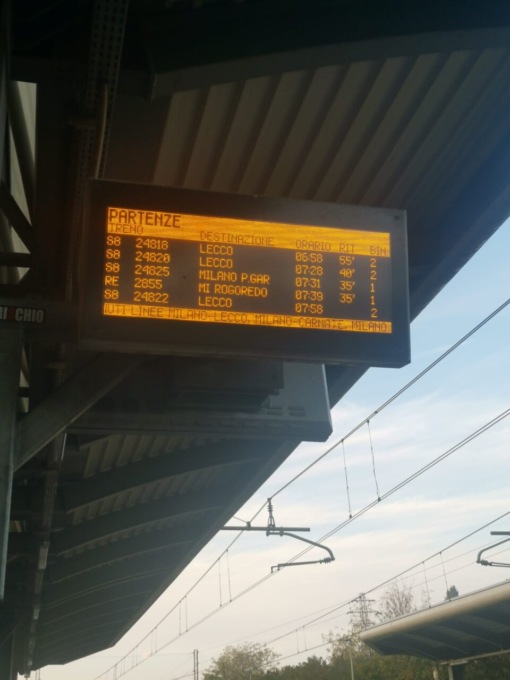 PARTENZE
TRENO DESTINAZIONE ORARIO RIT BIN
S8 24818 LECCO 06:58 55' 2
S8 24820 LECCO 07:28 40' 2
S8 24825 MILANO P.GAR 07:31 35' 1
RE 2855 MI ROGOREDO 07:39 35' 1
S8 24822 LECCO 07:58 2
UTI LINEE MILANO-LECCO, MILANO-CARNATE, MILANO
CHIO